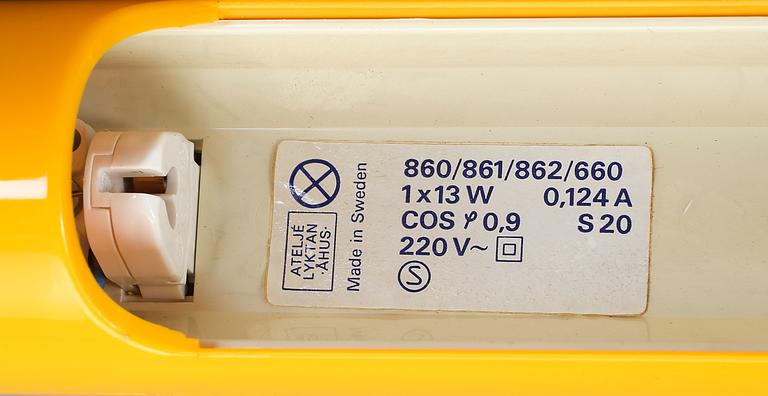 ATELJÉ
LYKTAN
·ÅHUS·
Made in Sweden
860/861/862/660
1x13 W 0,124 A
COS φ 0,9 S 20
220 V~
S